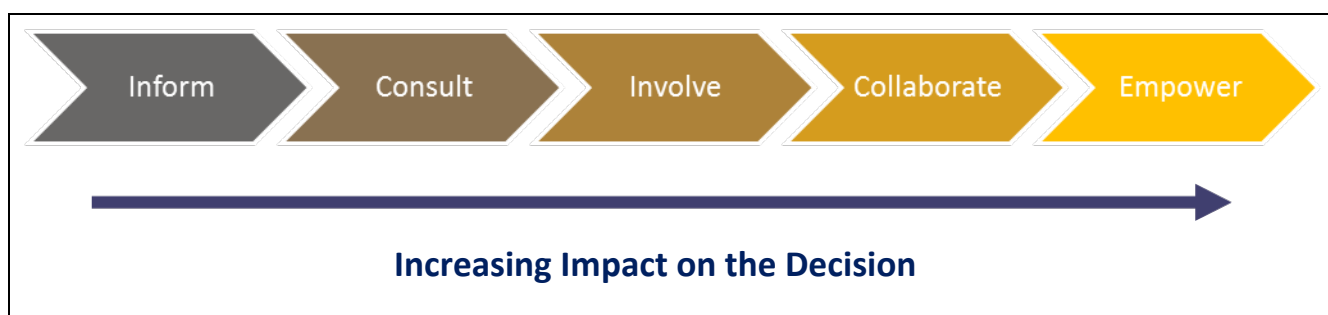 Inform Consult Involve Collaborate Empower
Increasing Impact on the Decision